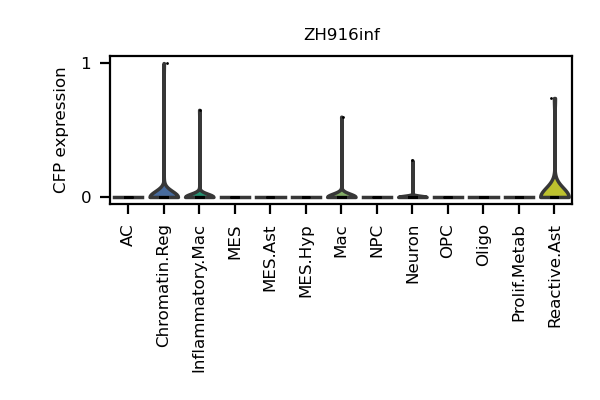 ZH916inf
CFP expression
1
0
AC
Chromatin.Reg
Inflammatory.Mac
MES
MES.Ast
MES.Hyp
Mac
NPC
Neuron
OPC
Oligo
Prolif.Metab
Reactive.Ast